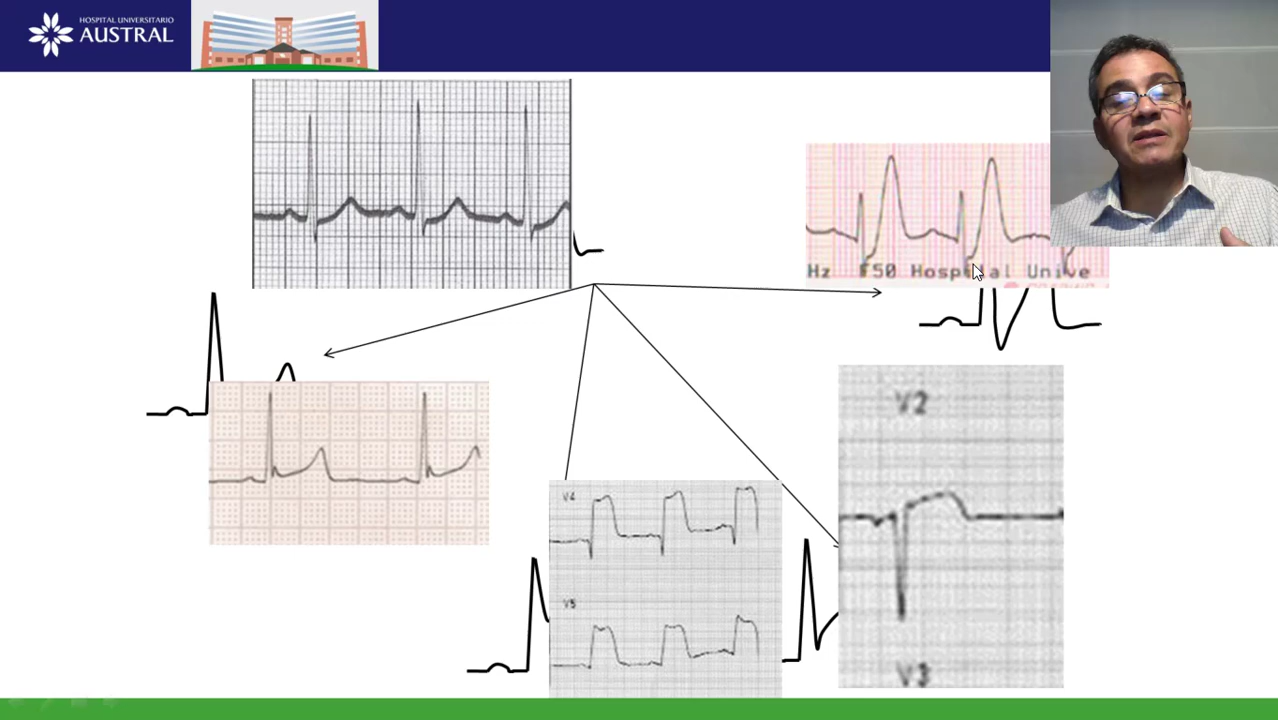 HOSPITAL UNIVERSITARIO
AUSTRAL
Hz F50 Hospital Unive
V2
V4
V5
V3